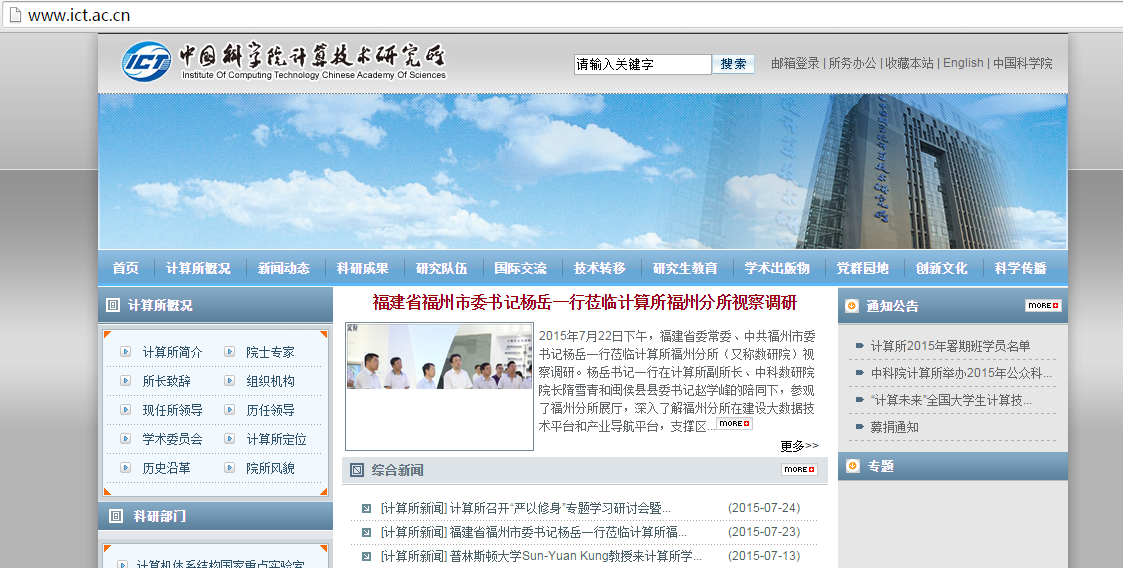 www.ict.ac.cn
ICT 中国科学院计算技术研究所
Institute Of Computing Technology Chinese Academy Of Sciences
请输入关键字 搜索 邮箱登录 | 所务办公 | 收藏本站 | English | 中国科学院
首页 计算所概况 新闻动态 科研成果 研究队伍 国际交流 技术转移 研究生教育 学术出版物 党群园地 创新文化 科学传播
计算所概况
计算所简介 院士专家
所长致辞 组织机构
现任所领导 历任领导
学术委员会 计算所定位
历史沿革 院所风貌
科研部门
计算机体系结构国家重点实验室
福建省福州市委书记杨岳一行莅临计算所福州分所视察调研
2015年7月22日下午，福建省委常委、中共福州市委
书记杨岳一行莅临计算所福州分所（又称数研院）视
察调研。杨岳书记一行在计算所副所长、中科数研院
院长隋雪青和闽侯县县委书记赵学峰的陪同下，参观
了福州分所展厅，深入了解福州分所在建设大数据技
术平台和产业导航平台，支撑区... MORE
更多>>
综合新闻 MORE
[计算所新闻] 计算所召开“严以修身”专题学习研讨会暨... (2015-07-24)
[计算所新闻] 福建省福州市委书记杨岳一行莅临计算所福... (2015-07-23)
[计算所新闻] 普林斯顿大学Sun-Yuan Kung教授来计算所学... (2015-07-13)
通知公告 MORE
计算所2015年暑期班学员名单
中科院计算所举办2015年公众科...
“计算未来”全国大学生计算技...
募捐通知
专题